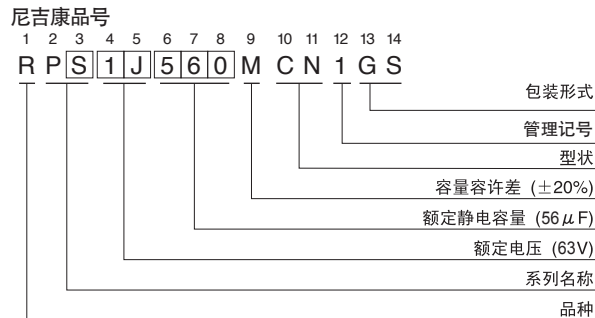 尼吉康品号
1 2 3 4 5 6 7 8 9 10 11 12 13 14
R P S 1 J 5 6 0 M C N 1 G S
包装形式
管理记号
型状
容量容许差 (±20%)
额定静电容量 (56μF)
额定电压 (63V)
系列名称
品种